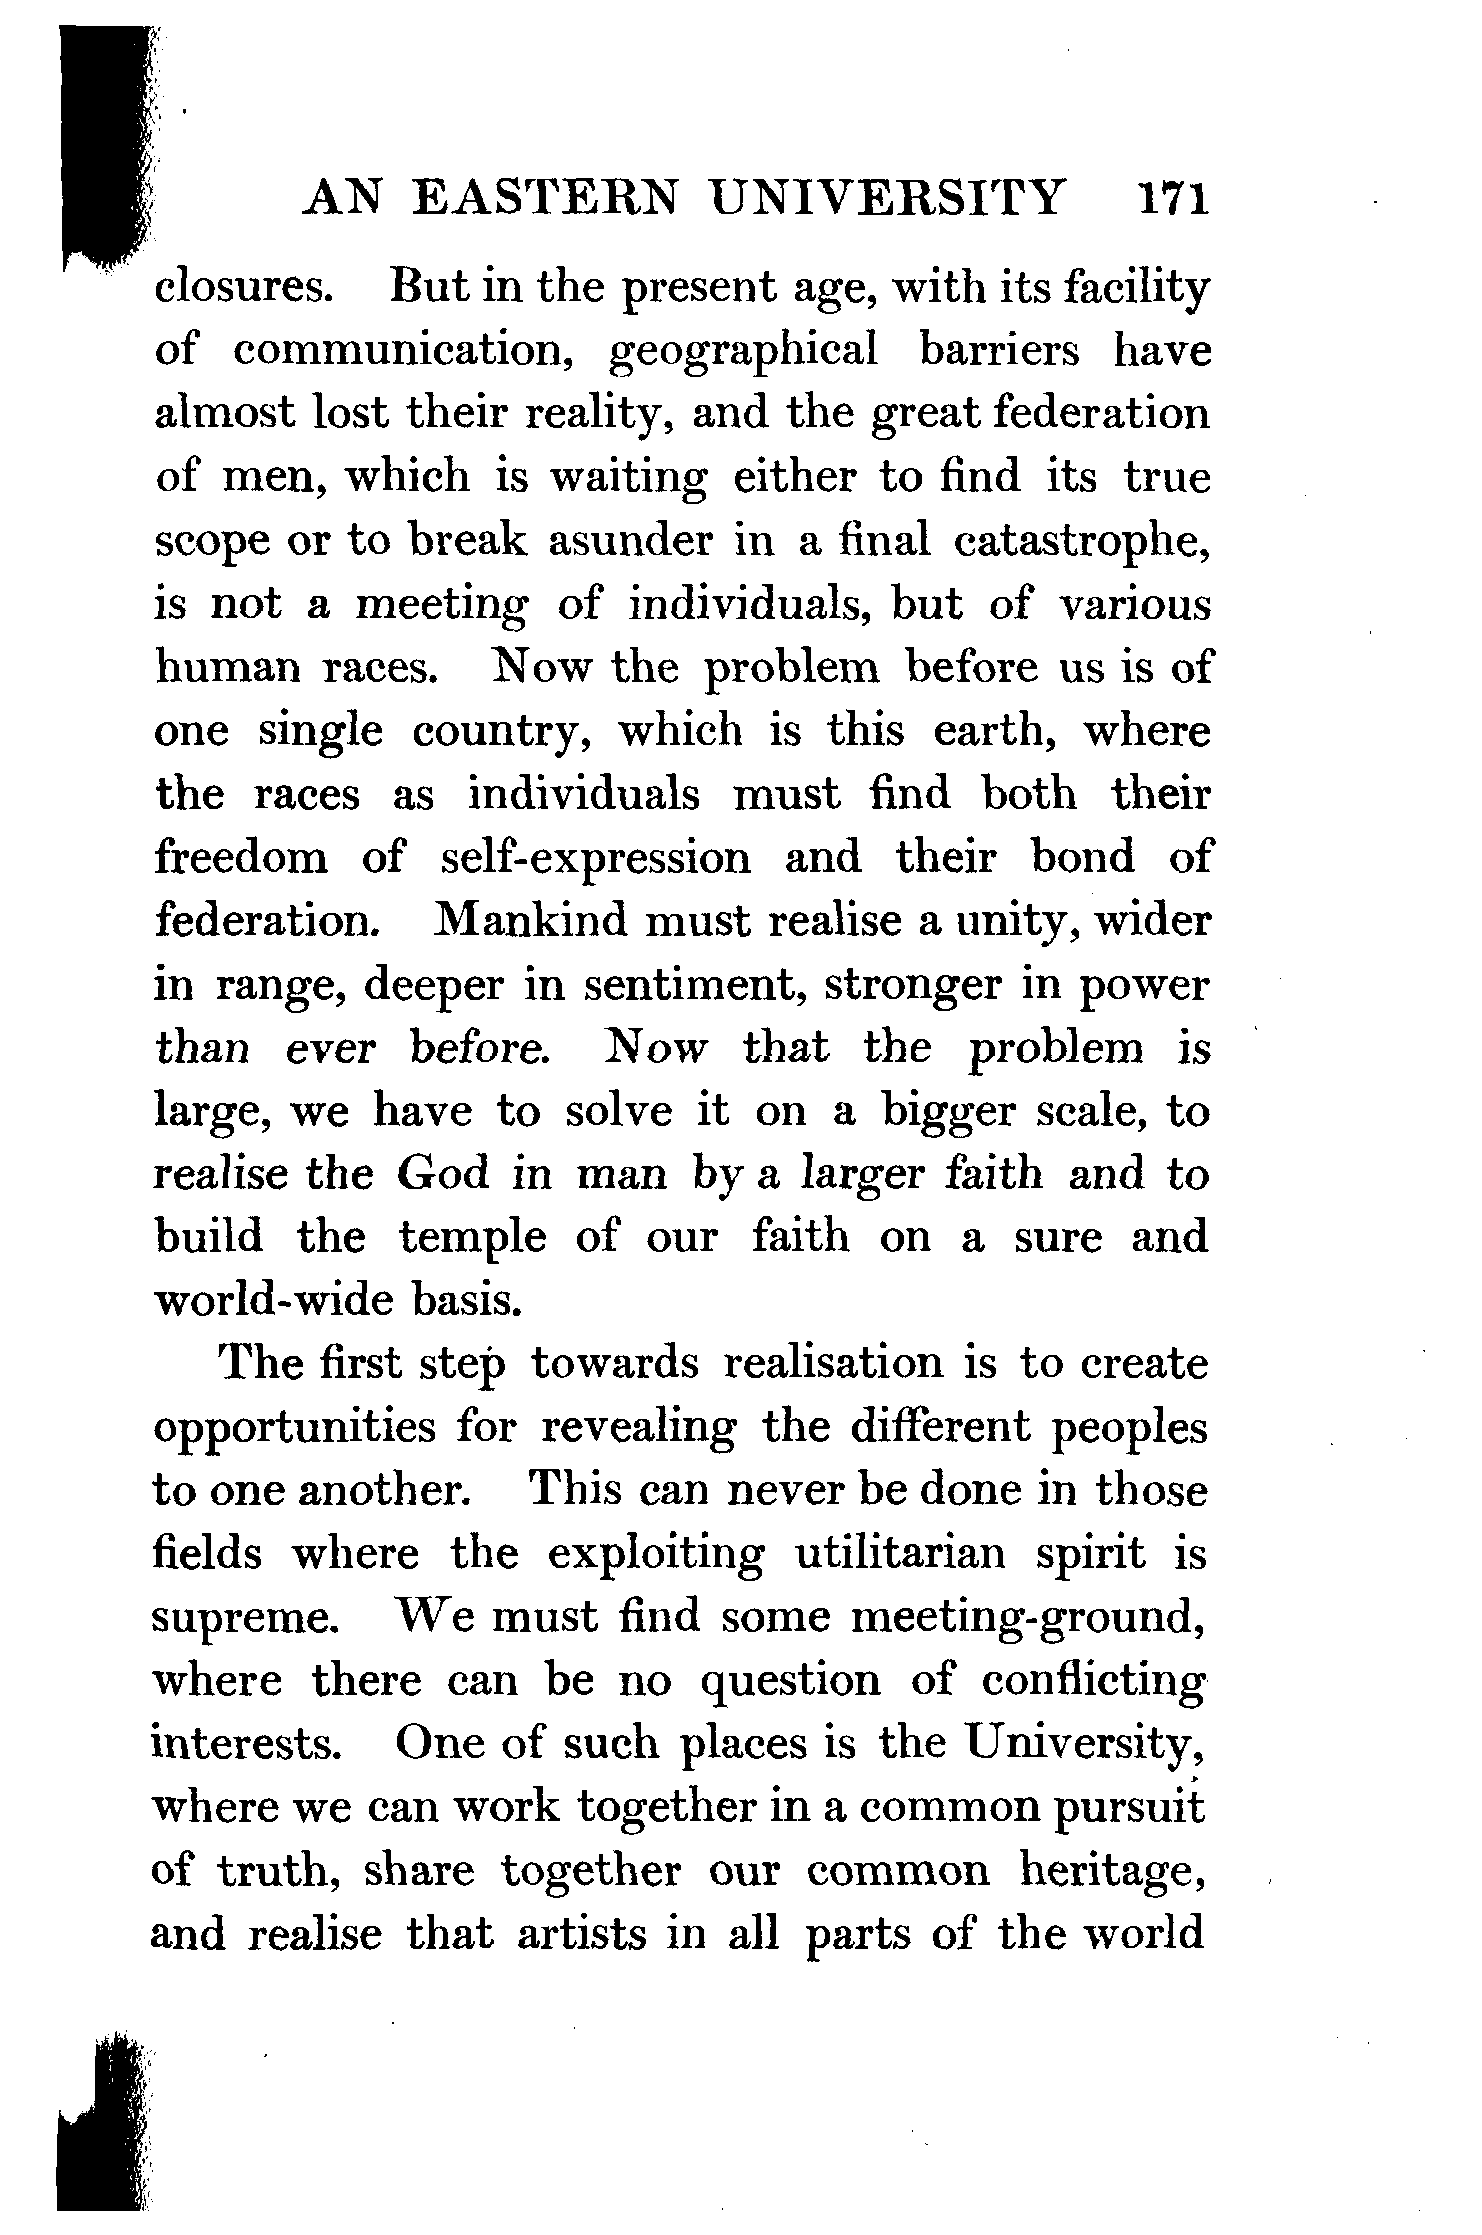 AN EASTERN UNIVERSITY 171
closures. But in the present age, with its facility
of communication, geographical barriers have
almost lost their reality, and the great federation
of men, which is waiting either to find its true
scope or to break asunder in a final catastrophe,
is not a meeting of individuals, but of various
human races. Now the problem before us is of
one single country, which is this earth, where
the races as individuals must find both their
freedom of self-expression and their bond of
federation. Mankind must realise a unity, wider
in range, deeper in sentiment, stronger in power
than ever before. Now that the problem is
large, we have to solve it on a bigger scale, to
realise the God in man by a larger faith and to
build the temple of our faith on a sure and
world-wide basis.
The first step towards realisation is to create
opportunities for revealing the different peoples
to one another. This can never be done in those
fields where the exploiting utilitarian spirit is
supreme. We must find some meeting-ground,
where there can be no question of conflicting
interests. One of such places is the University,
where we can work together in a common pursuit
of truth, share together our common heritage,
and realise that artists in all parts of the world